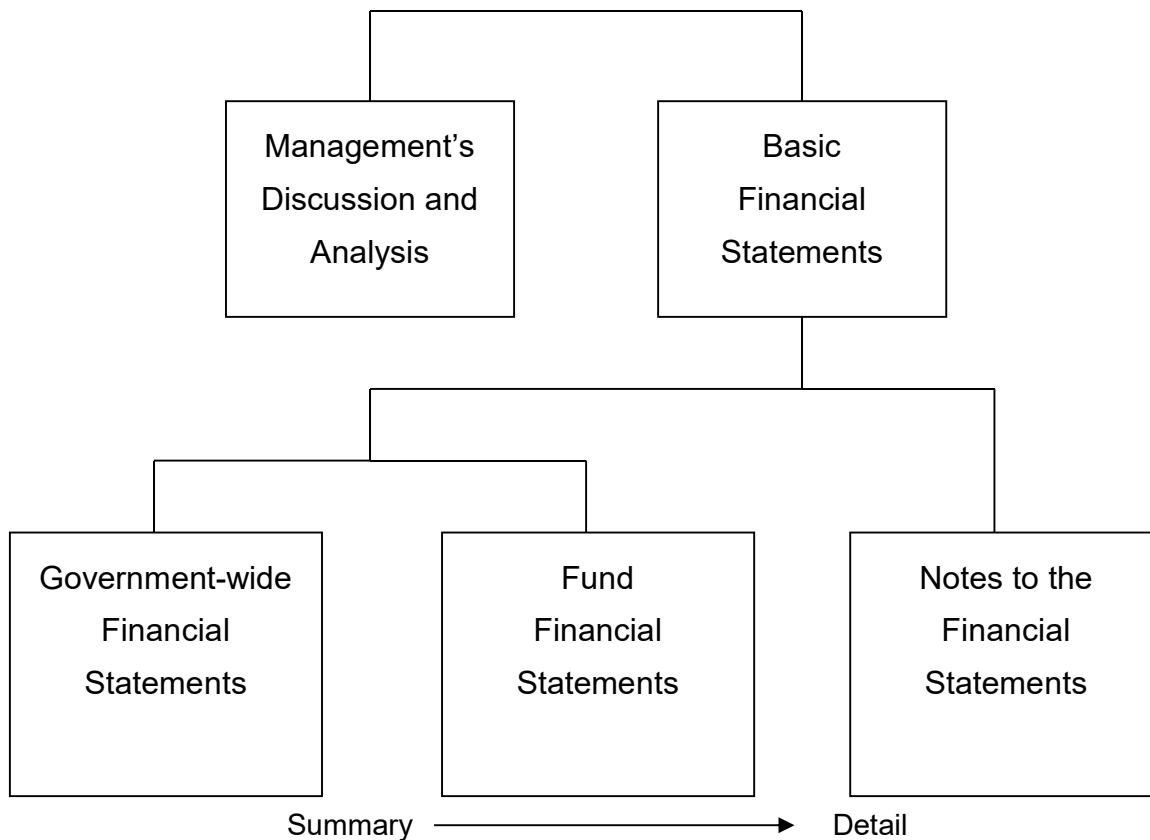 Management’s
Discussion and
Analysis
Basic
Financial
Statements
Government-wide
Financial
Statements
Fund
Financial
Statements
Notes to the
Financial
Statements
Summary
Detail